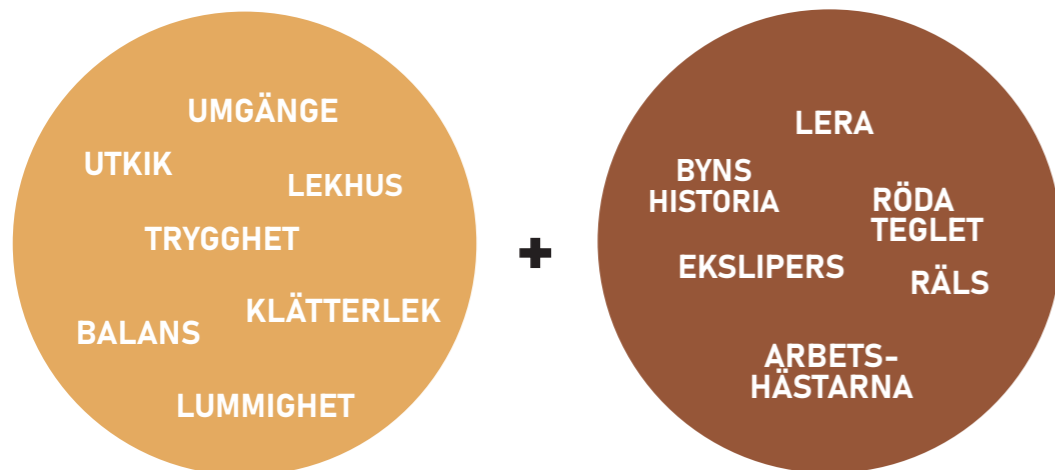 UMGÄNGE
UTKIK
LEKHUS
TRYGGHET
KLÄTTERLEK
BALANS
LUMMIGHET
+
LERA
BYNS
HISTORIA
RÖDA
TEGLET
EKSLIPERS
RÄLS
ARBETS-
HÄSTARNA